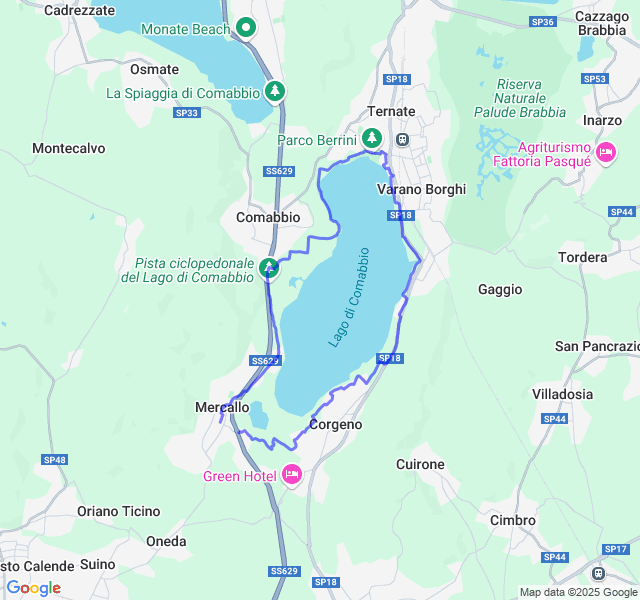 Cadrezzate
Monate Beach
SP36
Cazzago
Brabbia
Osmate
La Spiaggia di Comabbio
SP18
SP53
Riserva
Naturale
Palude Brabbia
SP33
Ternate
Inarzo
Montecalvo
Parco Berrini
Agriturismo
Fattoria Pasqué
SS629
Varano Borghi
Comabbio
SP18
SP44
Pista ciclopedonale
del Lago di Comabbio
Tordera
Lago di Comabbio
Gaggio
San Pancrazio
SS629
SP18
Villadosia
Mercallo
SP44
Corgeno
SP48
Cuirone
Green Hotel
Oriano Ticino
Cimbro
Oneda
SP17
SP44
sto Calende
Suino
SS629
SP18
Google
Map data ©2025 Google